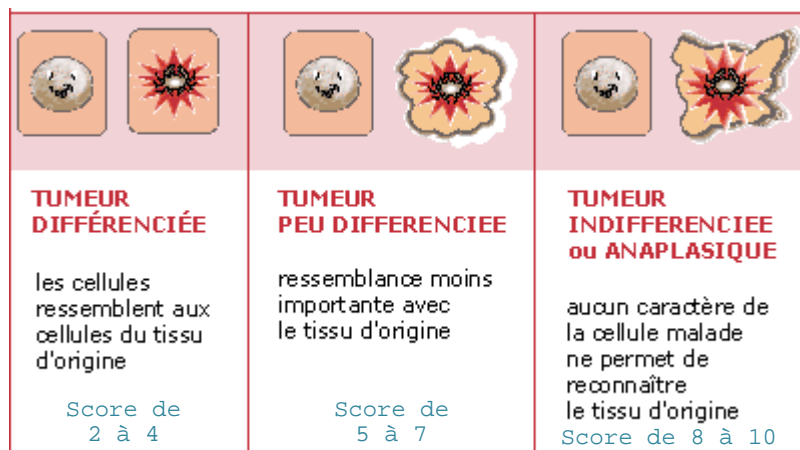 TUMEUR
DIFFÉRENCIÉE
les cellules
ressemblent aux
cellules du tissu
d'origine
Score de
2 à 4
TUMEUR
PEU DIFFERENCIEE
ressemblance moins
importante avec
le tissu d'origine
Score de
5 à 7
TUMEUR
INDIFFERENCIEE
ou ANAPLASIQUE
aucun caractère de
la cellule malade
ne permet de
reconnaître
le tissu d'origine
Score de 8 à 10